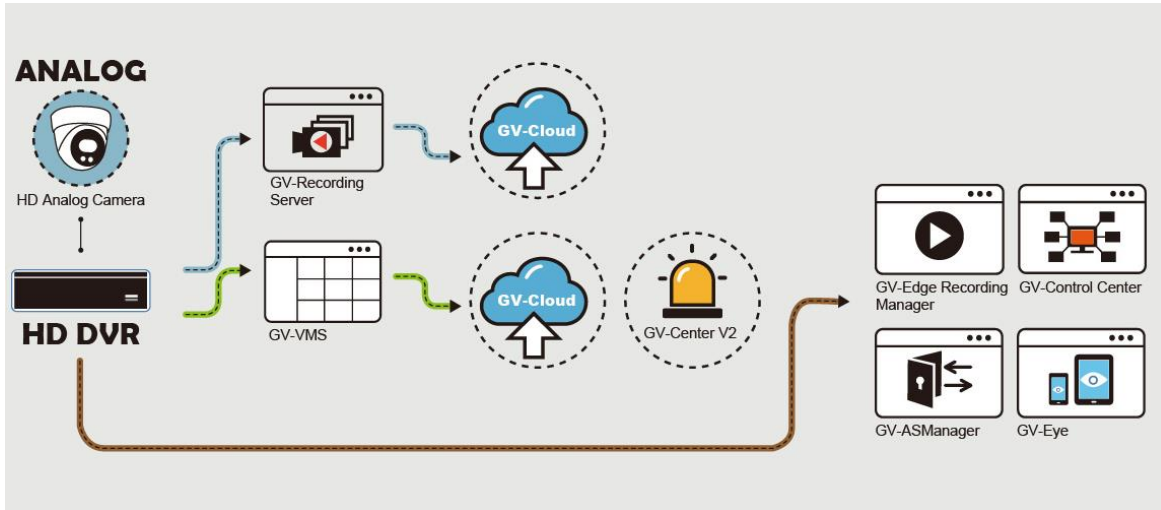 ANALOG
HD Analog Camera
HD DVR
GV-Recording
Server
GV-Cloud
GV-VMS
GV-Cloud
GV-Center V2
GV-Edge Recording
Manager
GV-Control Center
GV-ASManager
GV-Eye